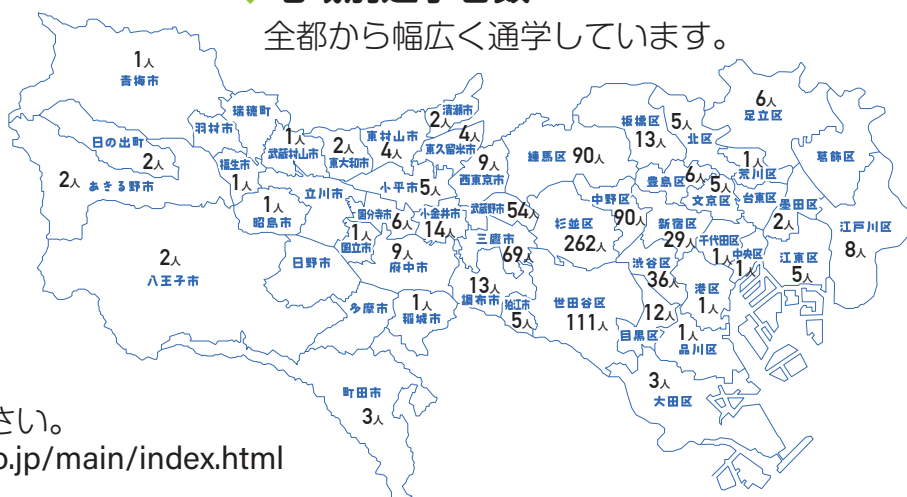 全都から幅広く通学しています。
1人
青梅市
瑞穂町
羽村市
日の出町
2人
2人
あきる野市
福生市
1人
1人
武蔵村山市
2人
東大和市
東村山市
4人
2人
清瀬市
4人
東久留米市
9人
西東京市
立川市
小平市 5人
1人
昭島市
国分寺市 6人
1人
国立市
小金井市
14人
武蔵野市 54人
三鷹市
69人
2人
八王子市
日野市
9人
府中市
13人
調布市
狛江市
5人
多摩市
1人
稲城市
町田市
3人
練馬区 90人
板橋区
13人
5人
北区
6人
足立区
1人
荒川区
葛飾区
豊島区 6人
5人
文京区
台東区
墨田区
2人
江戸川区
8人
中野区
90人
杉並区
262人
新宿区
29人
千代田区
1人
中央区
1人
江東区
5人
渋谷区
36人
港区
1人
世田谷区
111人
12人
目黒区
1人
品川区
3人
大田区
さい。
o.jp/main/index.html